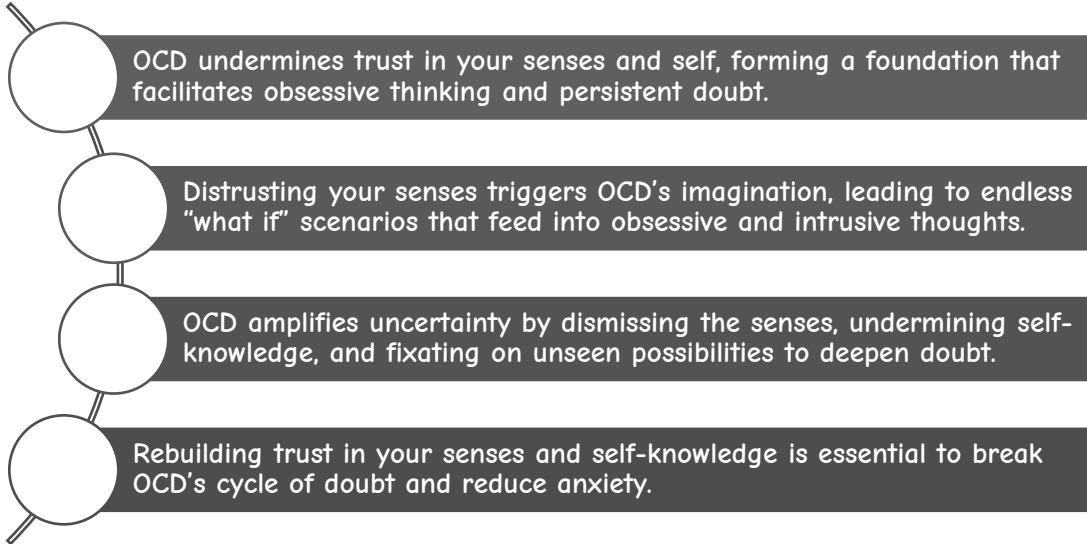 OCD undermines trust in your senses and self, forming a foundation that
facilitates obsessive thinking and persistent doubt.
Distrusting your senses triggers OCD’s imagination, leading to endless
“what if” scenarios that feed into obsessive and intrusive thoughts.
OCD amplifies uncertainty by dismissing the senses, undermining self-
knowledge, and fixating on unseen possibilities to deepen doubt.
Rebuilding trust in your senses and self-knowledge is essential to break
OCD’s cycle of doubt and reduce anxiety.